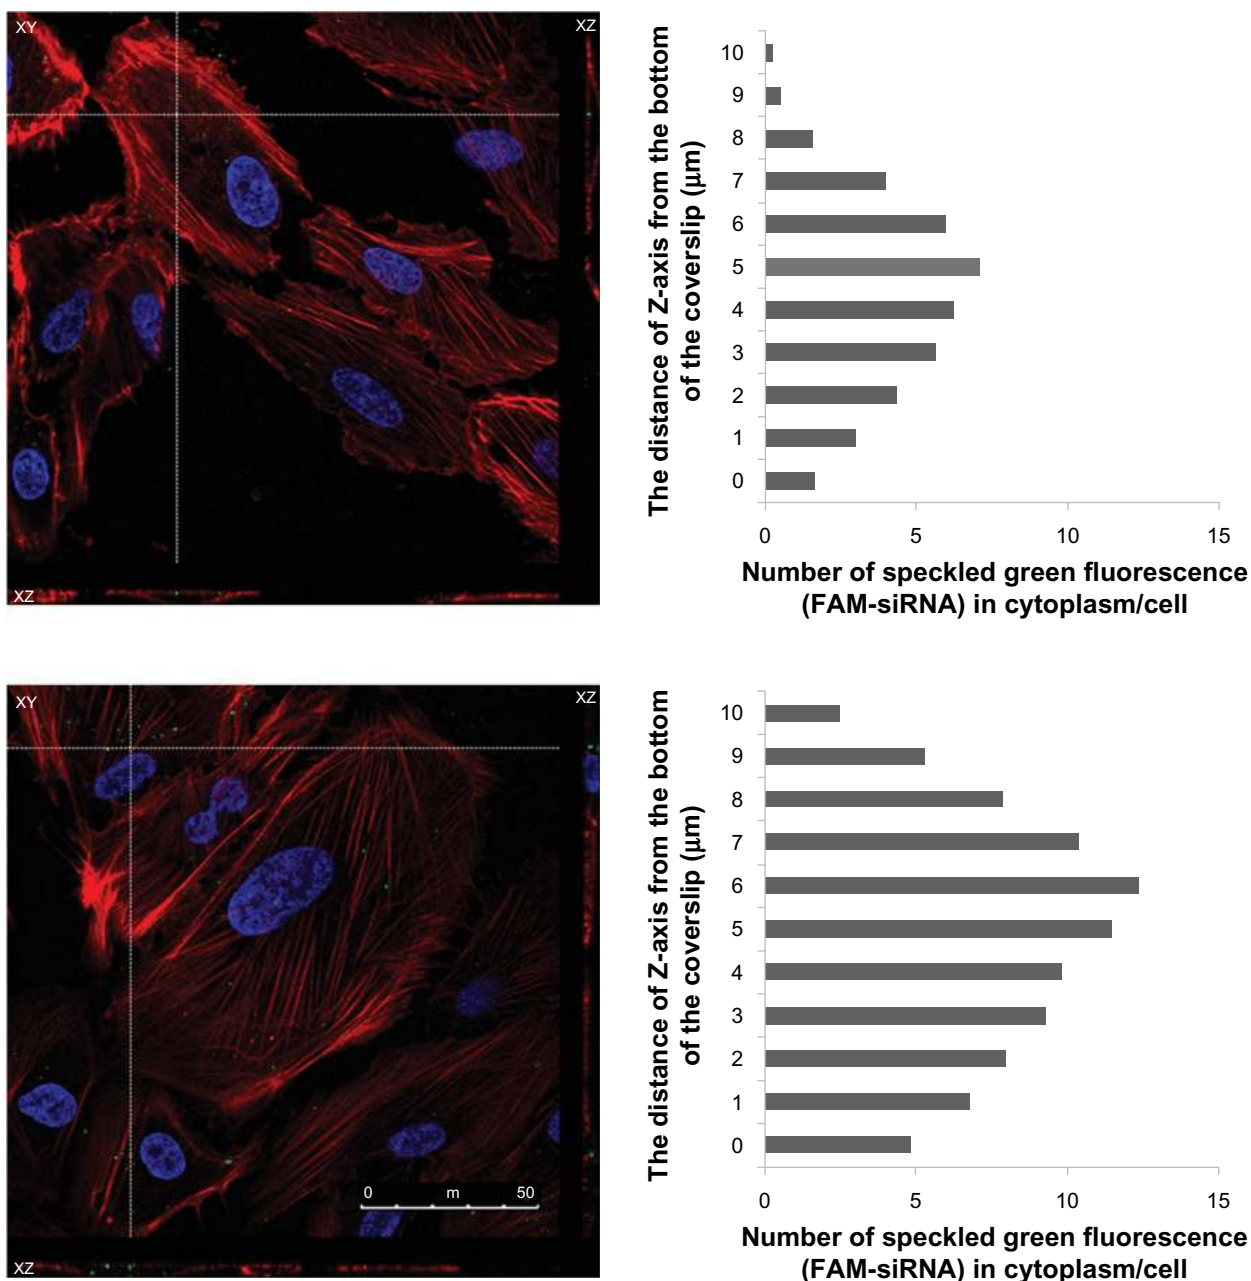 XY
XZ
XZ
The distance of Z-axis from the bottom
of the coverslip (μm)
10
9
8
7
6
5
4
3
2
1
0
0 5 10 15
Number of speckled green fluorescence
(FAM-siRNA) in cytoplasm/cell
XY
XZ
0 m 50
XZ
The distance of Z-axis from the bottom
of the coverslip (μm)
10
9
8
7
6
5
4
3
2
1
0
0 5 10 15
Number of speckled green fluorescence
(FAM-siRNA) in cytoplasm/cell